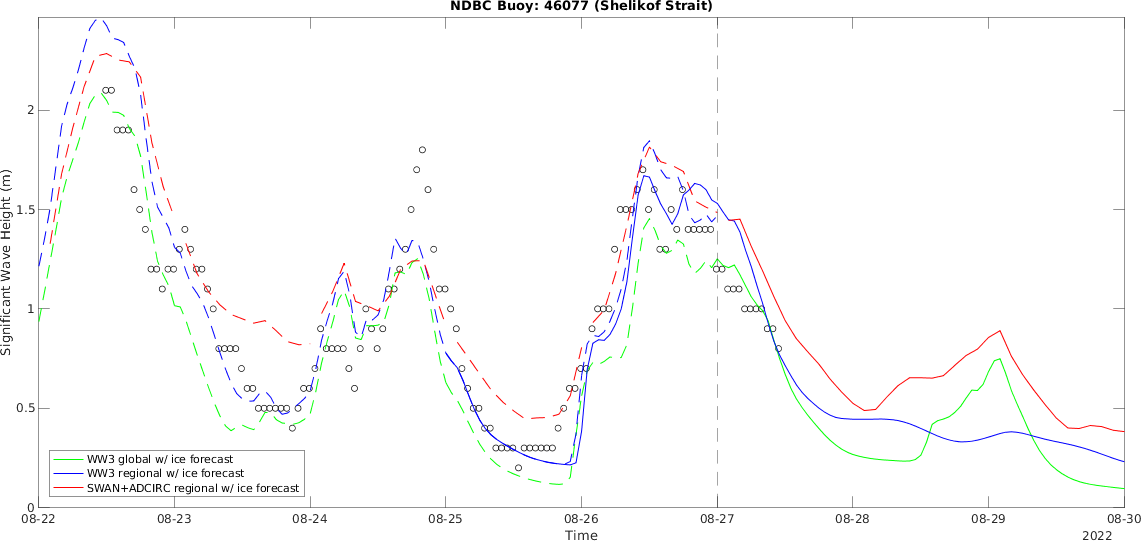 NDBC Buoy: 46077 (Shelikof Strait)
Significant Wave Height (m)
2
1.5
1
0.5
0
WW3 global w/ ice forecast
WW3 regional w/ ice forecast
SWAN+ADCIRC regional w/ ice forecast
08-22 08-23 08-24 08-25 08-26 08-27 08-28 08-29 08-30
Time
2022